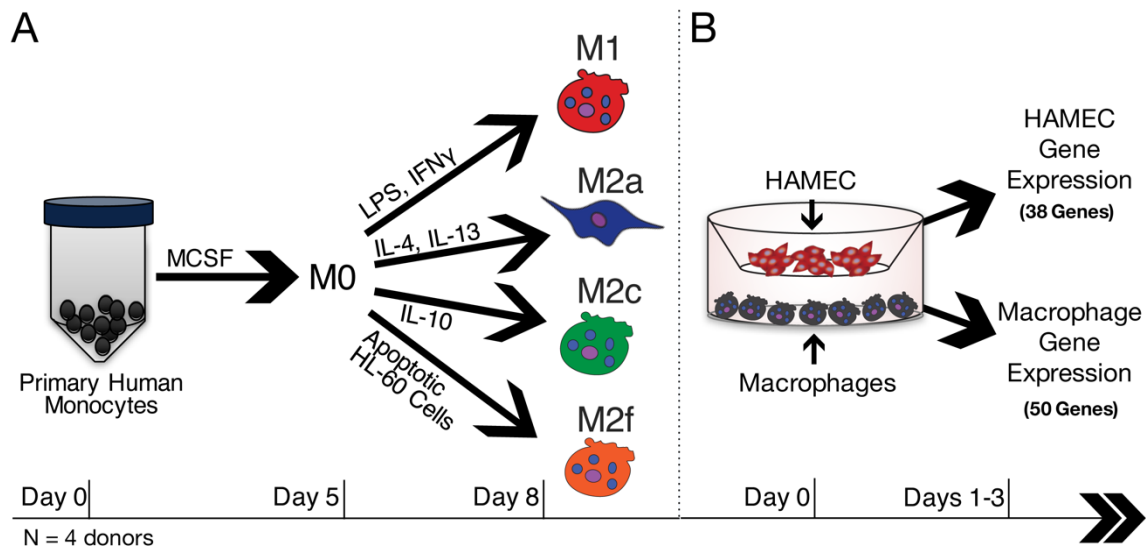 A
Primary Human
Monocytes
MCSF
M0
LPS, IFNγ
IL-4, IL-13
IL-10
Apoptotic
HL-60 Cells
M1
M2a
M2c
M2f
Day 0
Day 5
Day 8
N = 4 donors
B
HAMEC
Macrophages
HAMEC
Gene
Expression
(38 Genes)
Macrophage
Gene
Expression
(50 Genes)
Day 0
Days 1-3